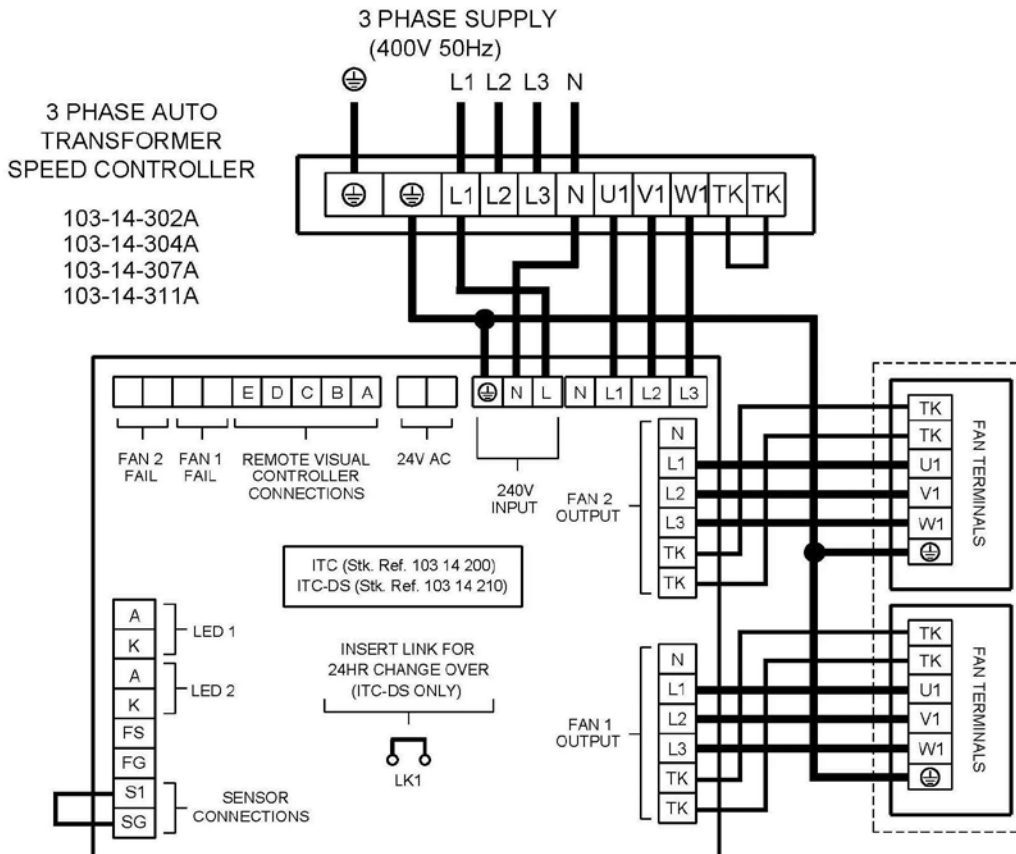 3 PHASE SUPPLY
(400V 50Hz)
L1 L2 L3 N
3 PHASE AUTO
TRANSFORMER
SPEED CONTROLLER
103-14-302A
103-14-304A
103-14-307A
103-14-311A
L1 L2 L3 N U1 V1 W1 TK TK
E D C B A
N L
N L1 L2 L3
FAN 2
FAIL
FAN 1
FAIL
REMOTE VISUAL
CONTROLLER
CONNECTIONS
24V AC
240V
INPUT
FAN 2
OUTPUT
N
L1
L2
L3
TK
TK
TK
TK
U1
V1
W1
FAN TERMINALS
ITC (Stk. Ref. 103 14 200)
ITC-DS (Stk. Ref. 103 14 210)
A
K
LED 1
A
K
LED 2
FS
FG
S1
SG
SENSOR
CONNECTIONS
INSERT LINK FOR
24HR CHANGE OVER
(ITC-DS ONLY)
LK1
FAN 1
OUTPUT
N
L1
L2
L3
TK
TK
TK
TK
U1
V1
W1
FAN TERMINALS